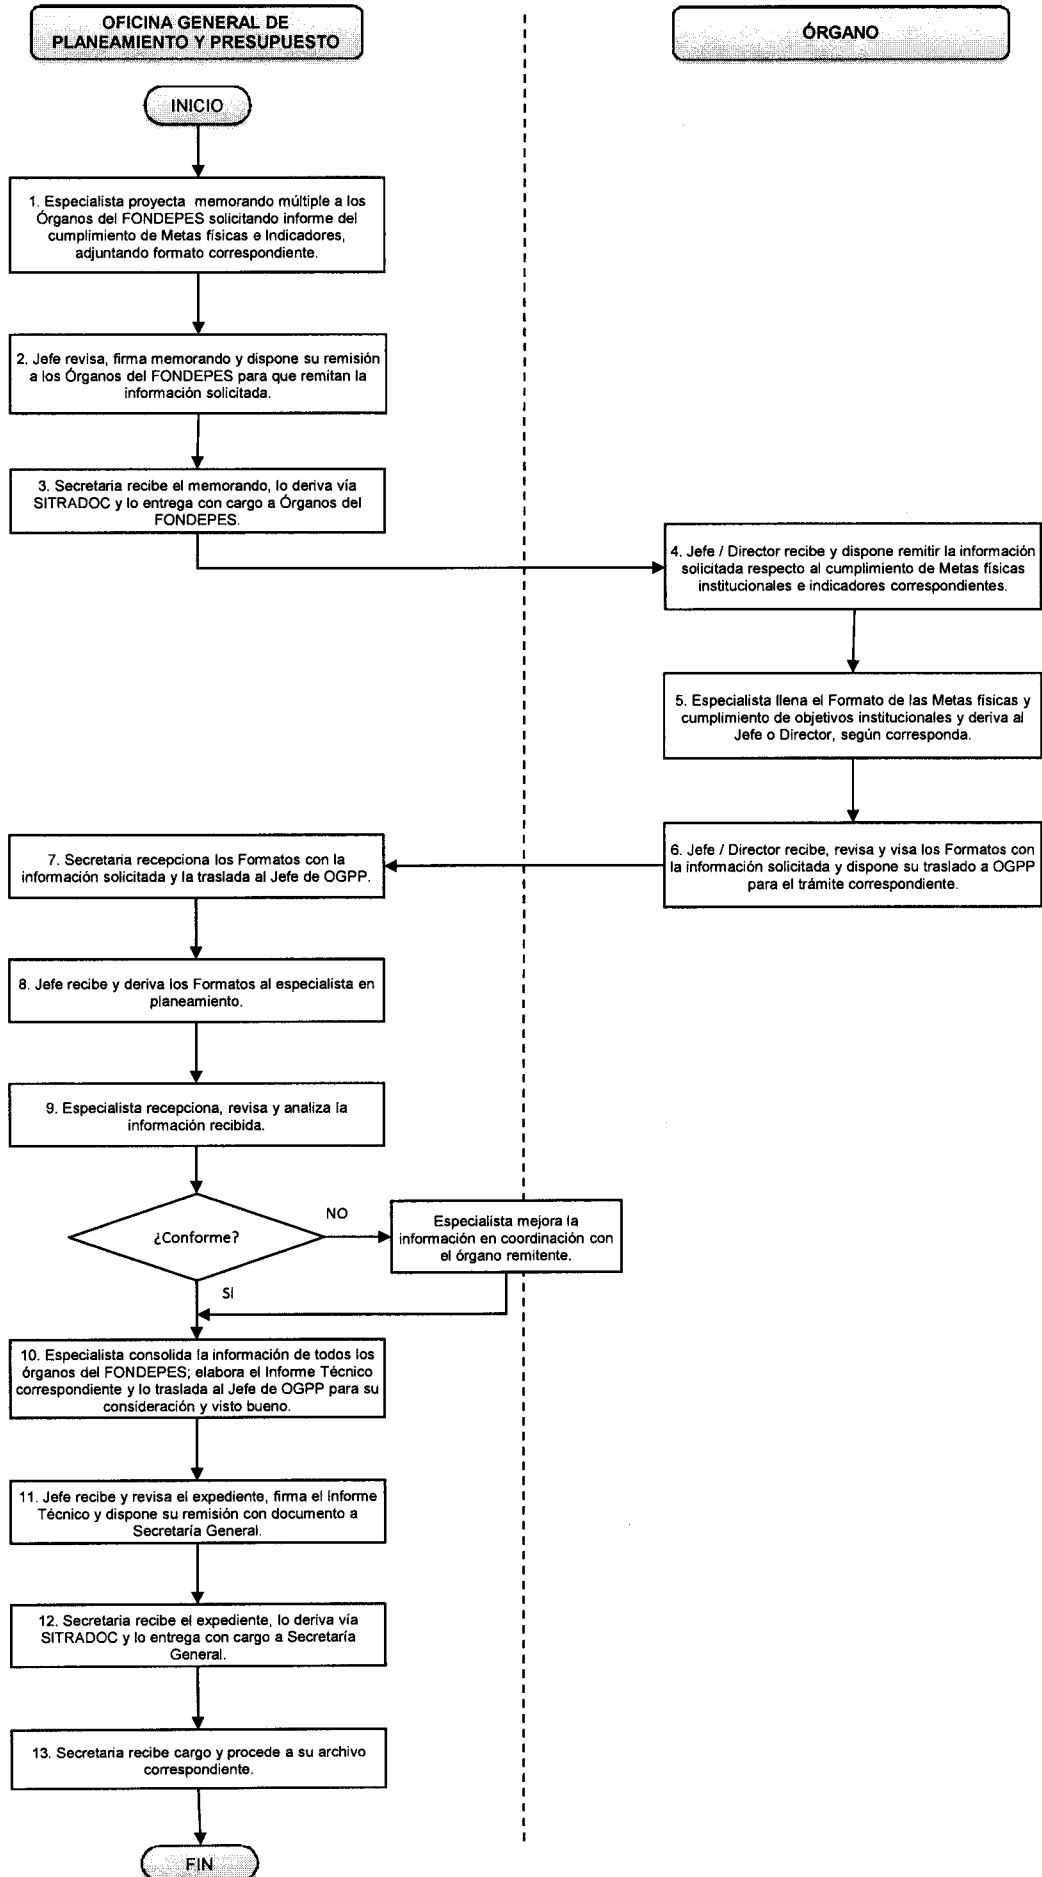 OFICINA GENERAL DE
PLANEAMIENTO Y PRESUPUESTO
ÓRGANO
INICIO
1. Especialista proyecta memorando múltiple a los
Órganos del FONDEPES solicitando informe del
cumplimiento de Metas físicas e Indicadores,
adjuntando formato correspondiente.
2. Jefe revisa, firma memorando y dispone su remisión
a los Órganos del FONDEPES para que remitan la
información solicitada.
3. Secretaria recibe el memorando, lo deriva vía
SITRADOC y lo entrega con cargo a Órganos del
FONDEPES.
4. Jefe / Director recibe y dispone remitir la información
solicitada respecto al cumplimiento de Metas físicas
institucionales e indicadores correspondientes.
5. Especialista llena el Formato de las Metas físicas y
cumplimiento de objetivos institucionales y deriva al
Jefe o Director, según corresponda.
6. Jefe / Director recibe, revisa y visa los Formatos con
la información solicitada y dispone su traslado a OGPP
para el trámite correspondiente.
7. Secretaria recepciona los Formatos con la
información solicitada y la traslada al Jefe de OGPP.
8. Jefe recibe y deriva los Formatos al especialista en
planeamiento.
9. Especialista recepciona, revisa y analiza la
información recibida.
¿Conforme?
NO
Especialista mejora la
información en coordinación con
el órgano remitente.
SI
10. Especialista consolida la información de todos los
órganos del FONDEPES; elabora el Informe Técnico
correspondiente y lo traslada al Jefe de OGPP para su
consideración y visto bueno.
11. Jefe recibe y revisa el expediente, firma el Informe
Técnico y dispone su remisión con documento a
Secretaría General.
12. Secretaria recibe el expediente, lo deriva vía
SITRADOC y lo entrega con cargo a Secretaría
General.
13. Secretaria recibe cargo y procede a su archivo
correspondiente.
FIN